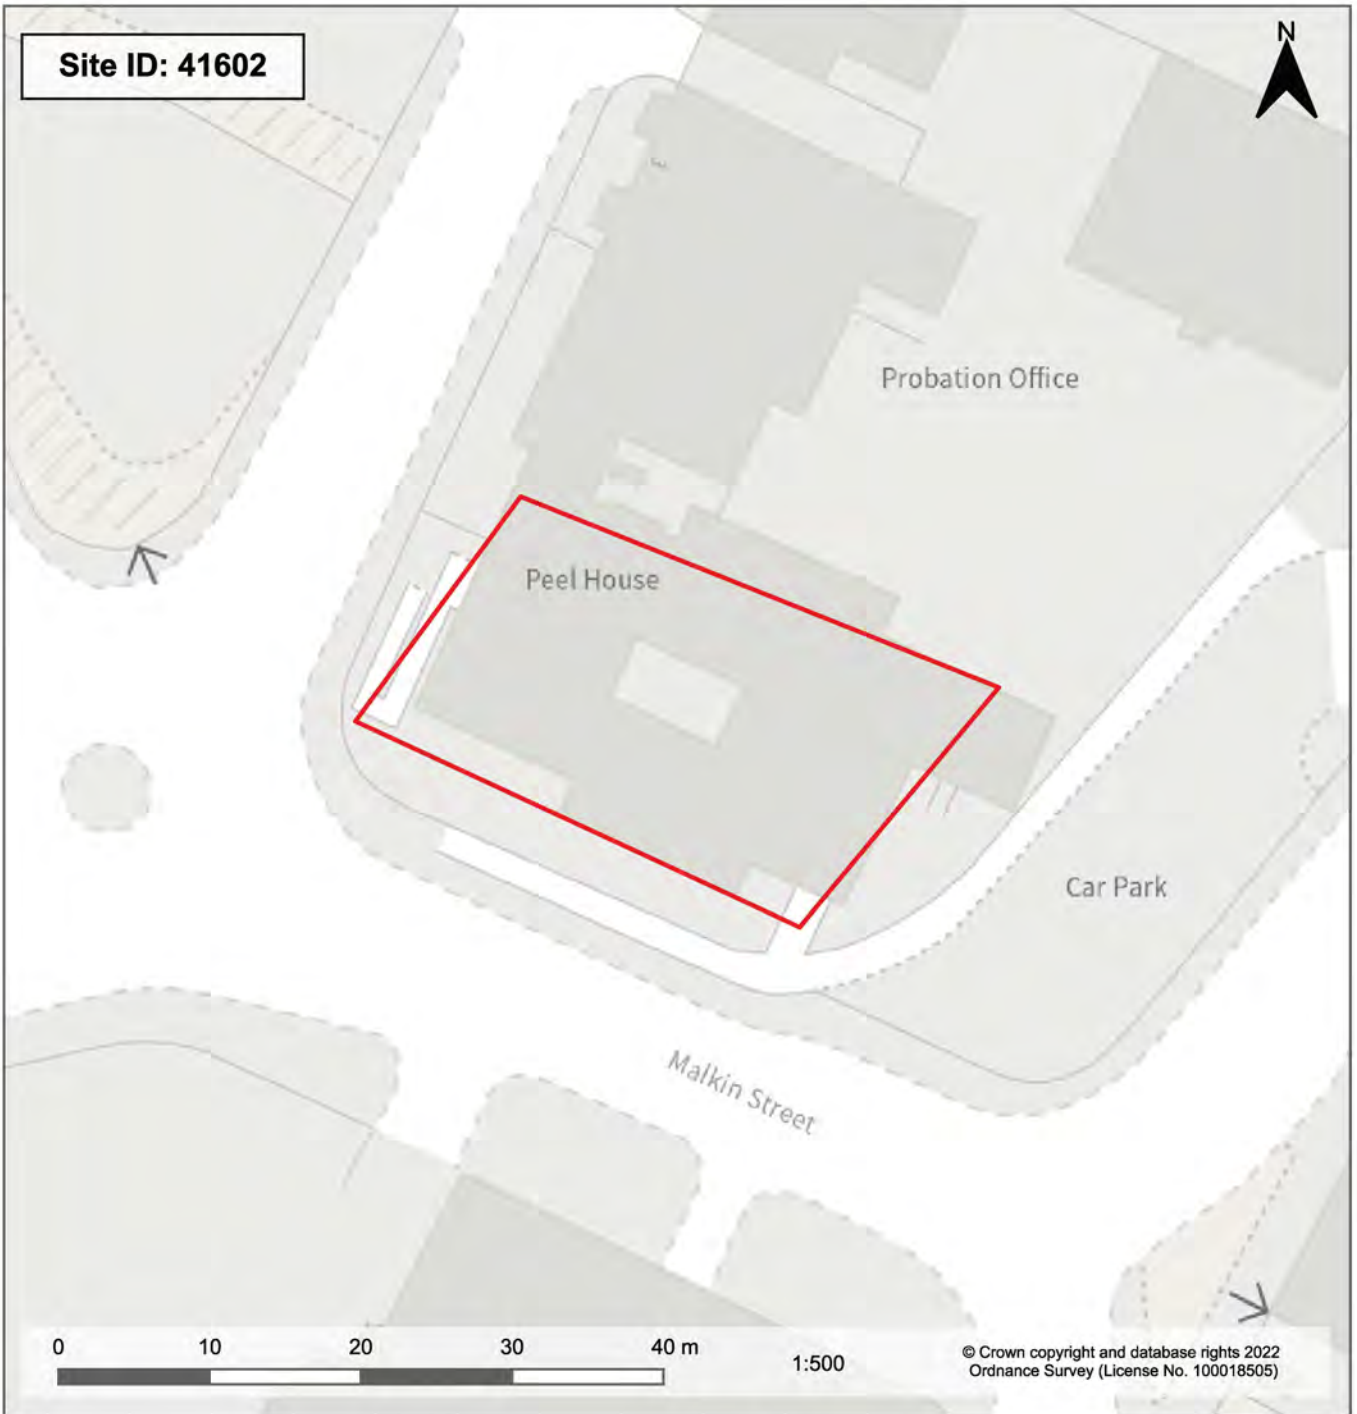 Site ID: 41602
N
3
Probation Office
Peel House
Car Park
Malkin Street
0 10 20 30 40 m
1:500
© Crown copyright and database rights 2022
Ordnance Survey (License No. 100018505)